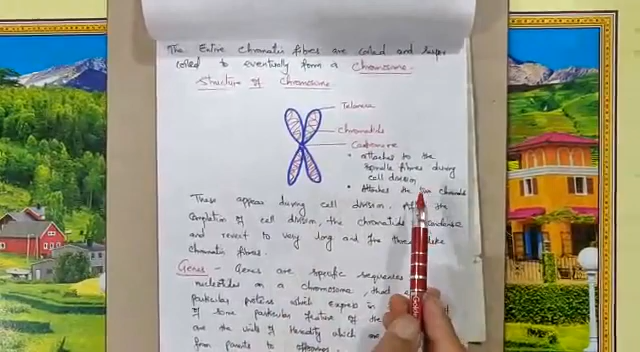 The Entire chromatin fibres are coiled and super
coiled to eventually form a Chromosome.
Structure of Chromosome
Telomere
Chromatids
Centromere
• attaches to the
spindle fibres during
cell division
• Attaches the two chromatids
These appear during cell division. After the
completion of cell division, the chromatids
and revert to very long and fine thread like
chromatin fibres.
Genes - Genes are specific sequences
nucleotides on a chromosome, that
particular proteins which express in
of some particular feature of the
are the units of Heredity which are
from parents to offsprings.